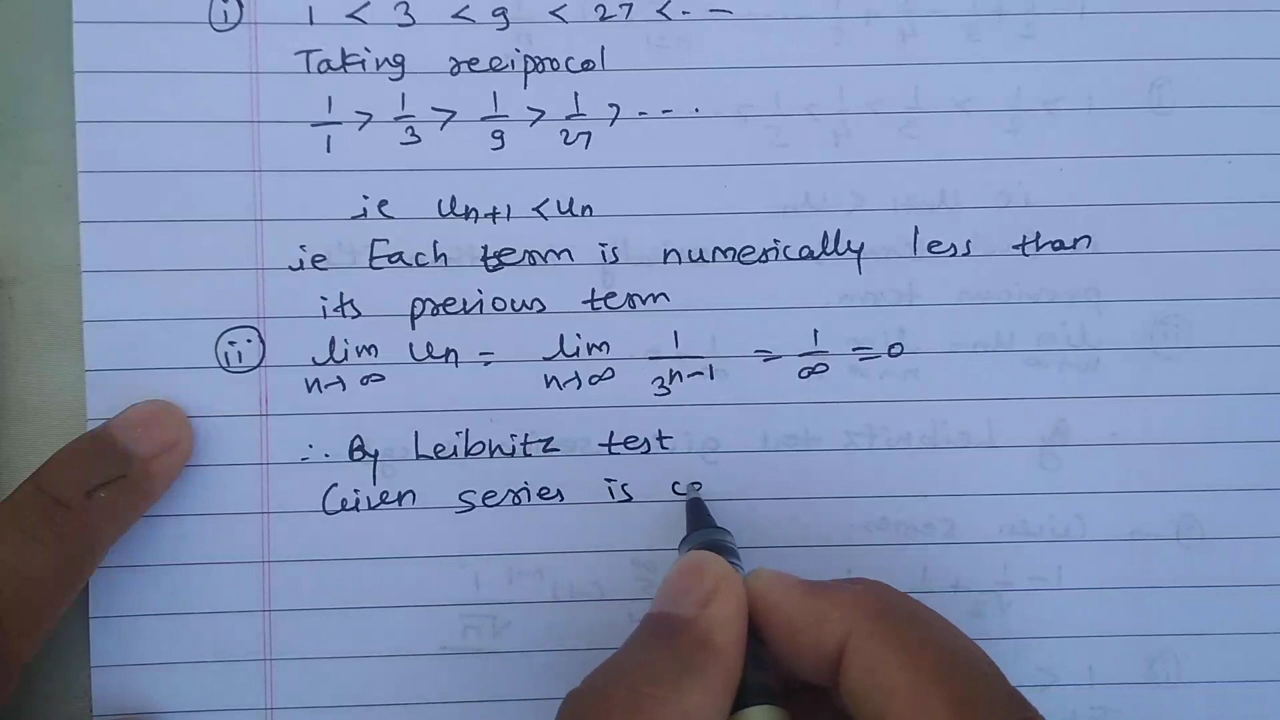 (i) 1 < 3 < 9 < 27 < - -
Taking reciprocal
1/1 > 1/3 > 1/9 > 1/27 > - - - .
ie Un+1 < Un
ie Each term is numerically less than
its previous term
(ii) lim n→∞ Un = lim n→∞ 1/3^n-1 = 1/∞ = 0
∴ By Leibnitz test
Given series is co